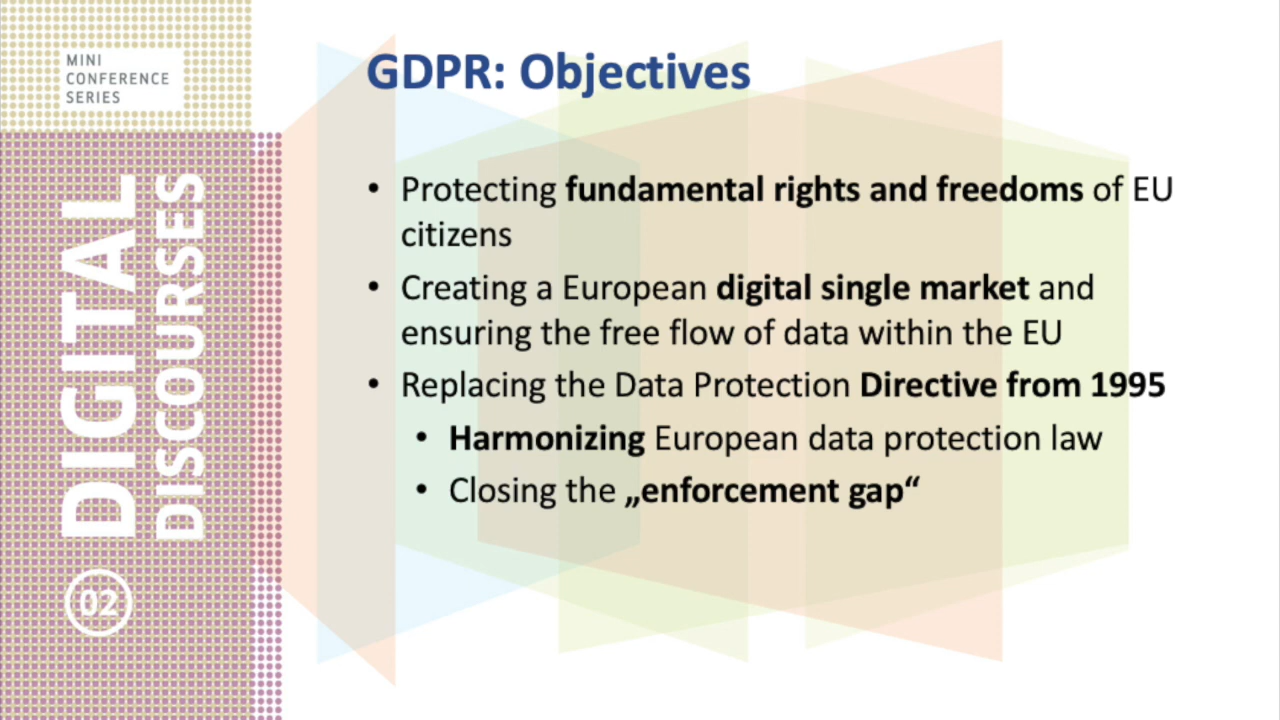 MINI
CONFERENCE
SERIES
DIGITAL
DISCOURSES
02
GDPR: Objectives
• Protecting fundamental rights and freedoms of EU
citizens
• Creating a European digital single market and
ensuring the free flow of data within the EU
• Replacing the Data Protection Directive from 1995
• Harmonizing European data protection law
• Closing the „enforcement gap“